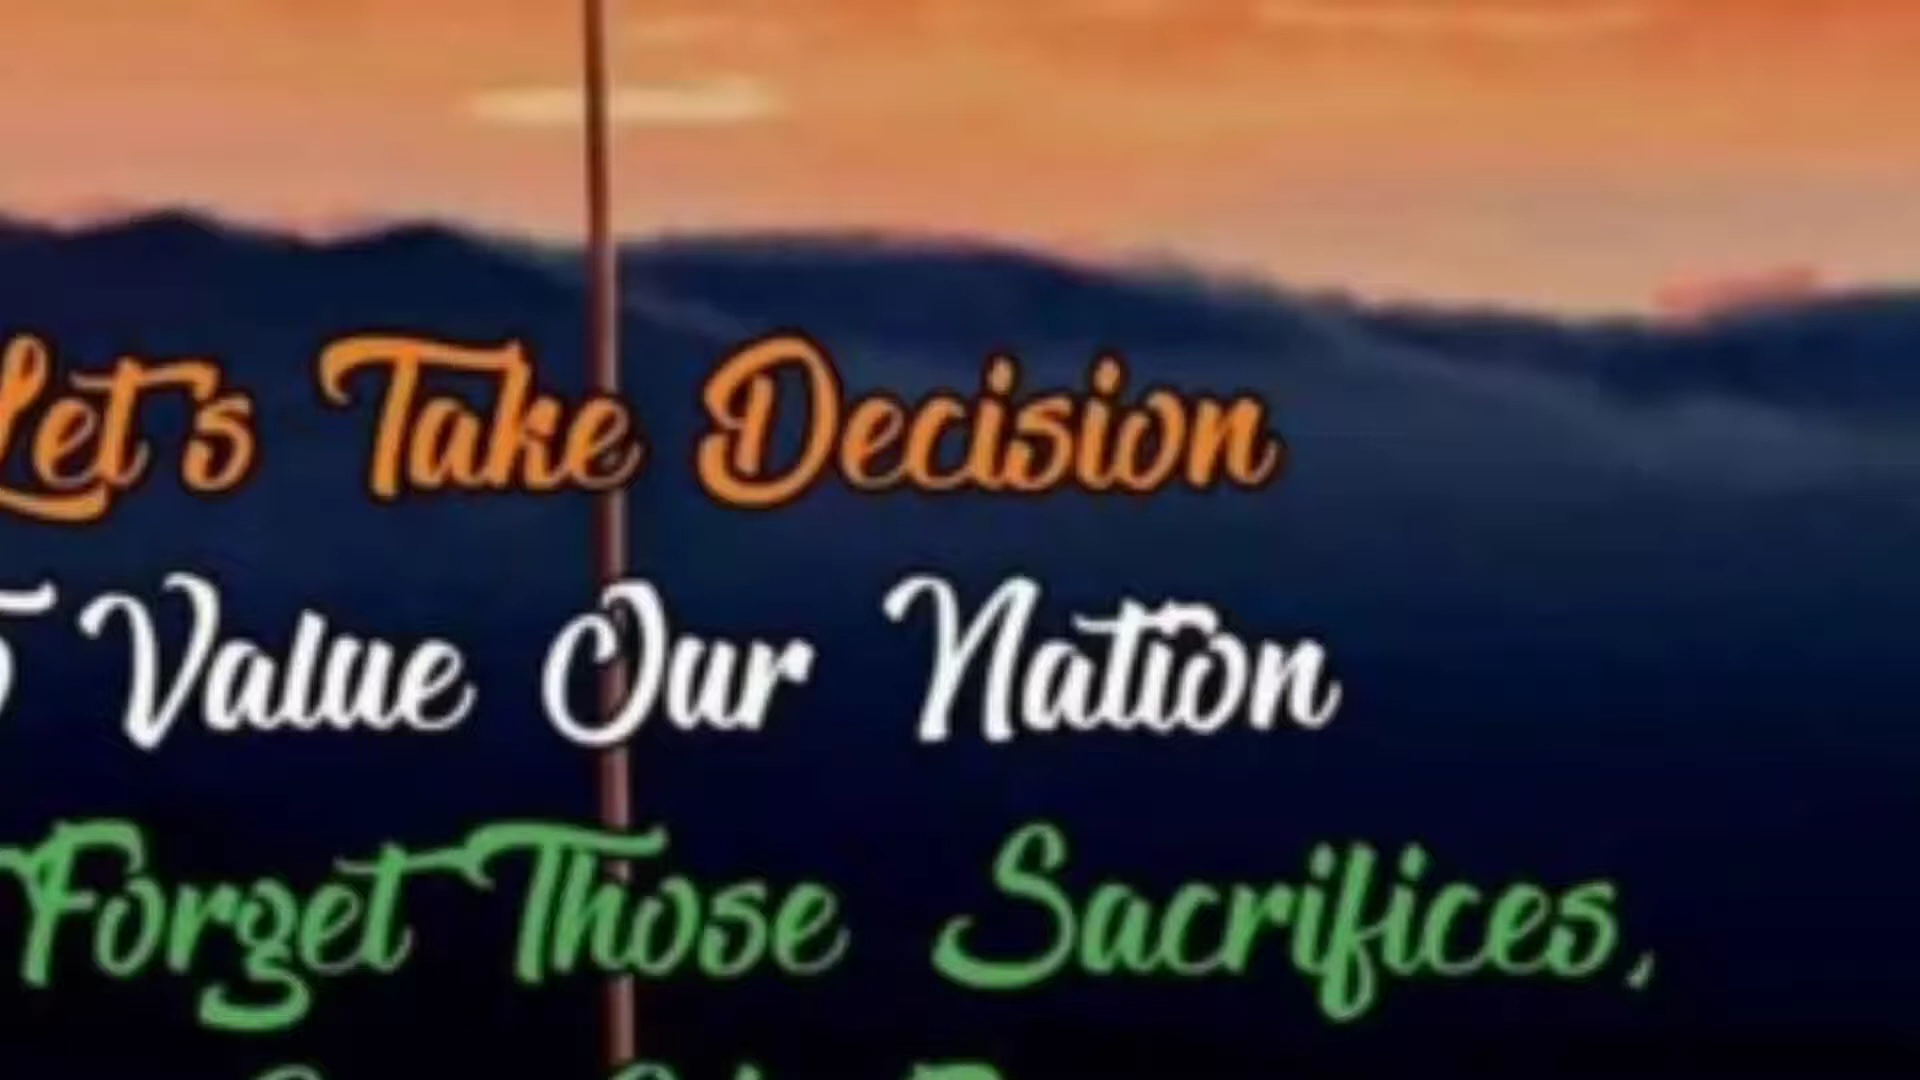 Let's Take Decision
Value Our Nation
Forget Those Sacrifices,